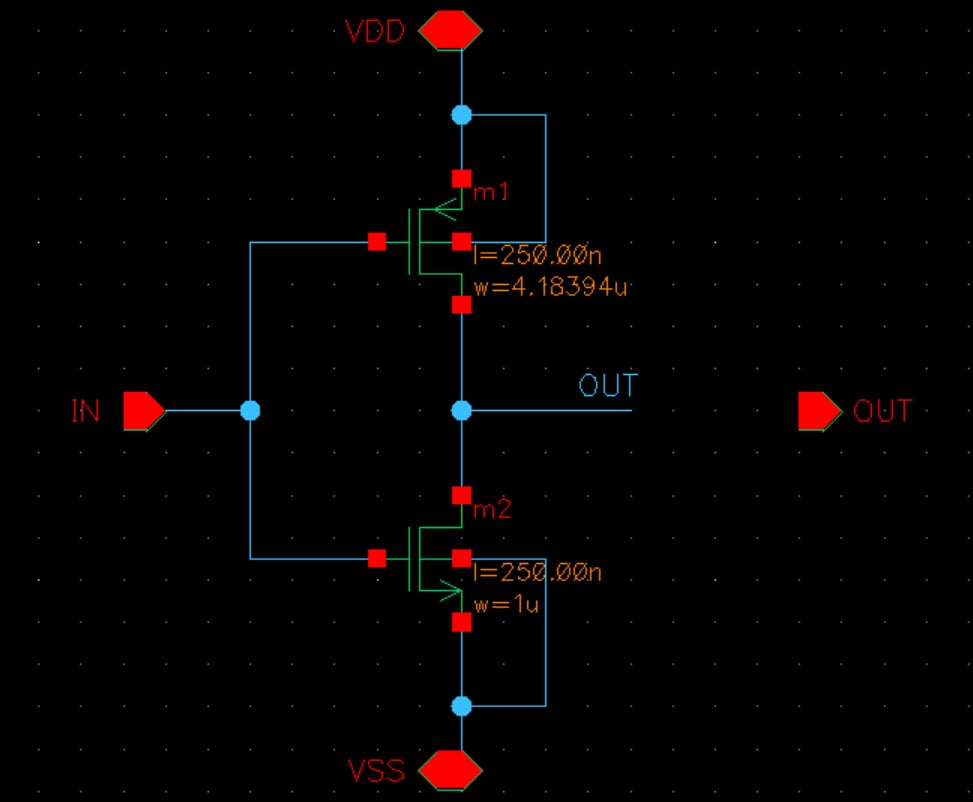 VDD
m1
l=250.00n
w=4.18394u
OUT
IN
OUT
m2
l=250.00n
w=1u
VSS